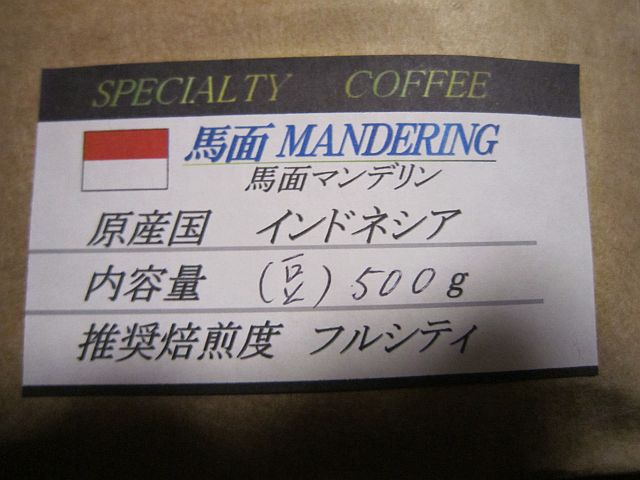 SPECIALTY COFFEE
馬面 MANDERING
馬面マンデリン
原産国 インドネシア
内容量 (豆) 500g
推奨焙煎度 フルシティ